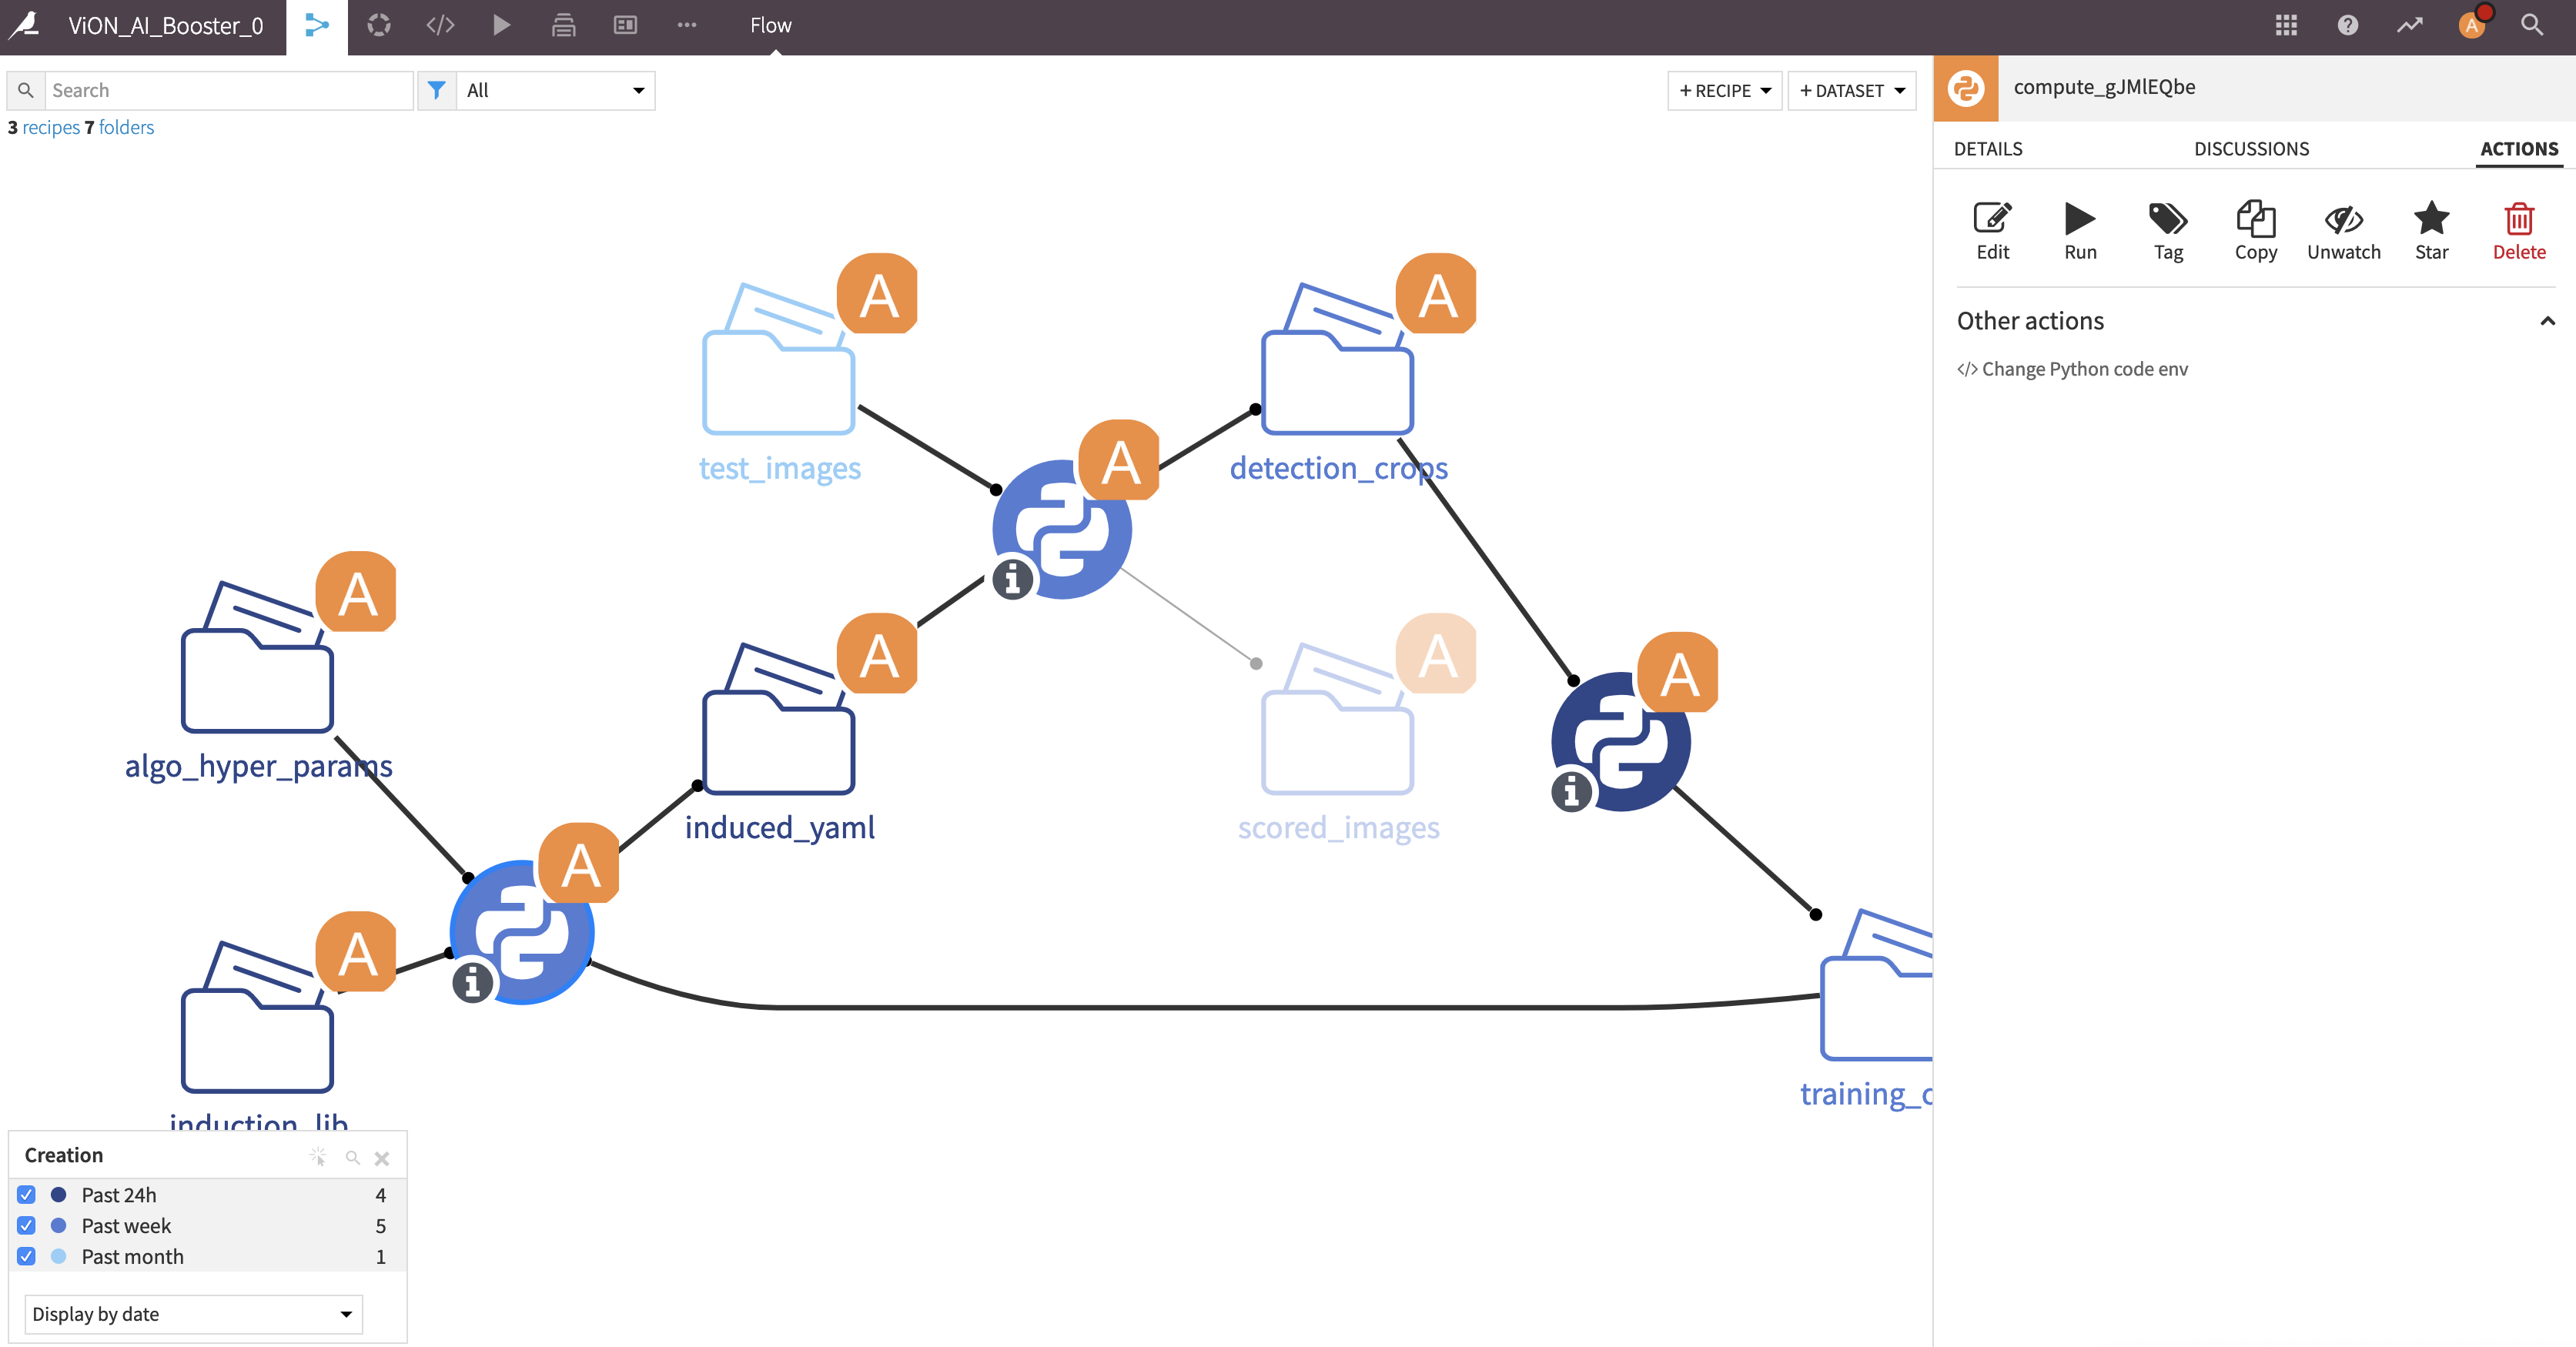 ViON_AI_Booster_0
Flow
A
Search
All
+ RECIPE
+ DATASET
3 recipes 7 folders
compute_gJMlEQbe
DETAILS
DISCUSSIONS
ACTIONS
Edit
Run
Tag
Copy
Unwatch
Star
Delete
Other actions
</> Change Python code env
A
A
test_images
detection_crops
A
A
algo_hyper_params
A
A
A
induced_yaml
scored_images
A
A
induction_lib
training_c
Creation
Past 24h 4
Past week 5
Past month 1
Display by date